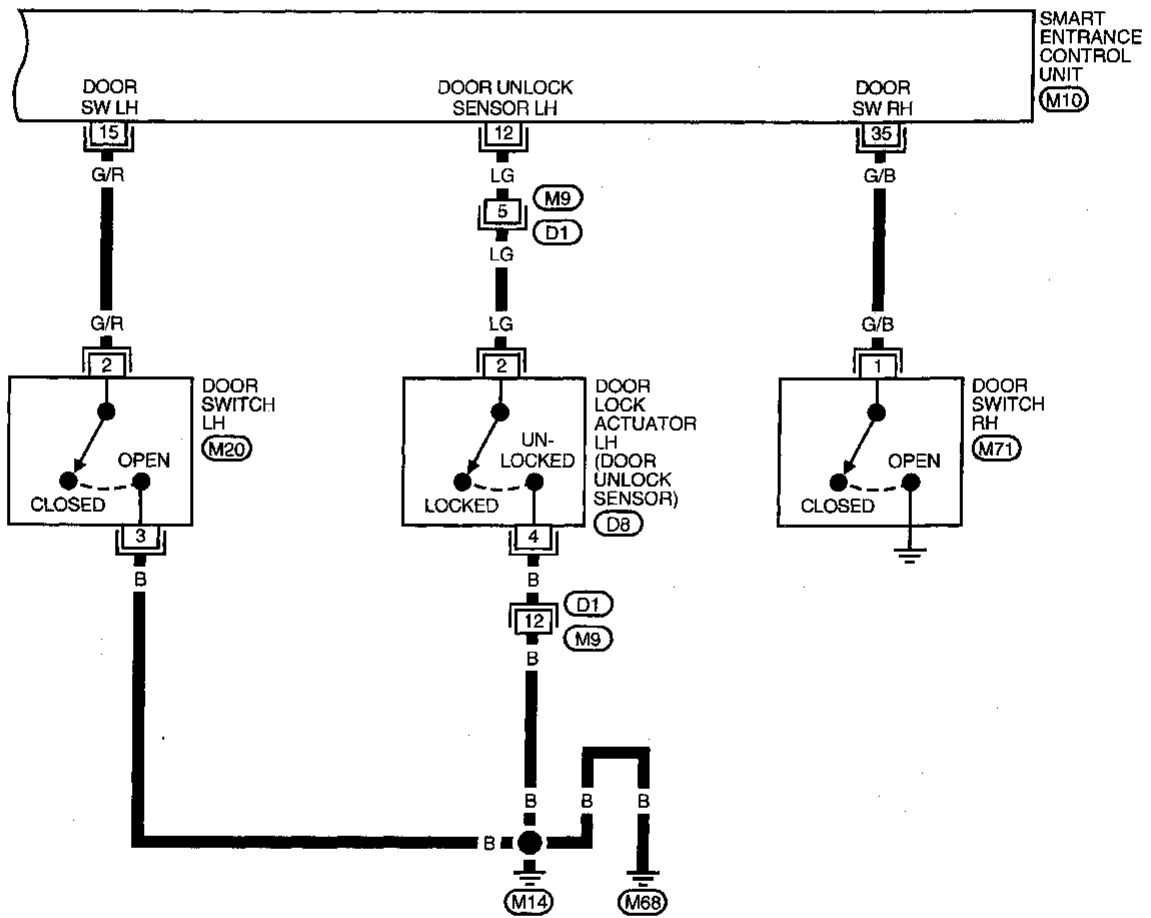 SMART
ENTRANCE
CONTROL
UNIT
M10
DOOR
SW LH
DOOR UNLOCK
SENSOR LH
DOOR
SW RH
15
12
35
G/R
LG
G/B
5
M9
D1
LG
G/R
LG
G/B
2
2
1
DOOR
SWITCH
LH
M20
OPEN
CLOSED
DOOR
LOCK
ACTUATOR
LH
(DOOR
UNLOCK
SENSOR)
D8
UN-
LOCKED
LOCKED
DOOR
SWITCH
RH
M71
OPEN
CLOSED
3
4
B
B
12
D1
M9
B
B
B
B
B
M14
M68